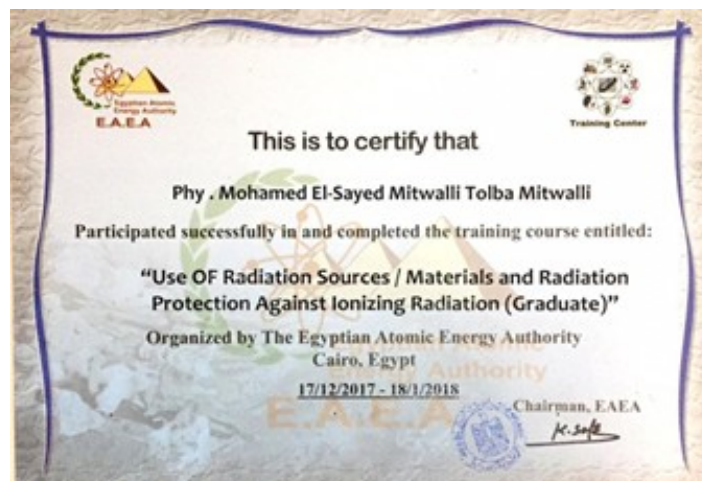 Egyptian Atomic
Energy Authority
E.A.E.A
Training Center
This is to certify that
Phy . Mohamed El-Sayed Mitwalli Tolba Mitwalli
Participated successfully in and completed the training course entitled:
“Use OF Radiation Sources / Materials and Radiation
Protection Against Ionizing Radiation (Graduate)”
Organized by The Egyptian Atomic Energy Authority
Cairo, Egypt
17/12/2017 - 18/1/2018
Chairman, EAEA
E.A.E.A